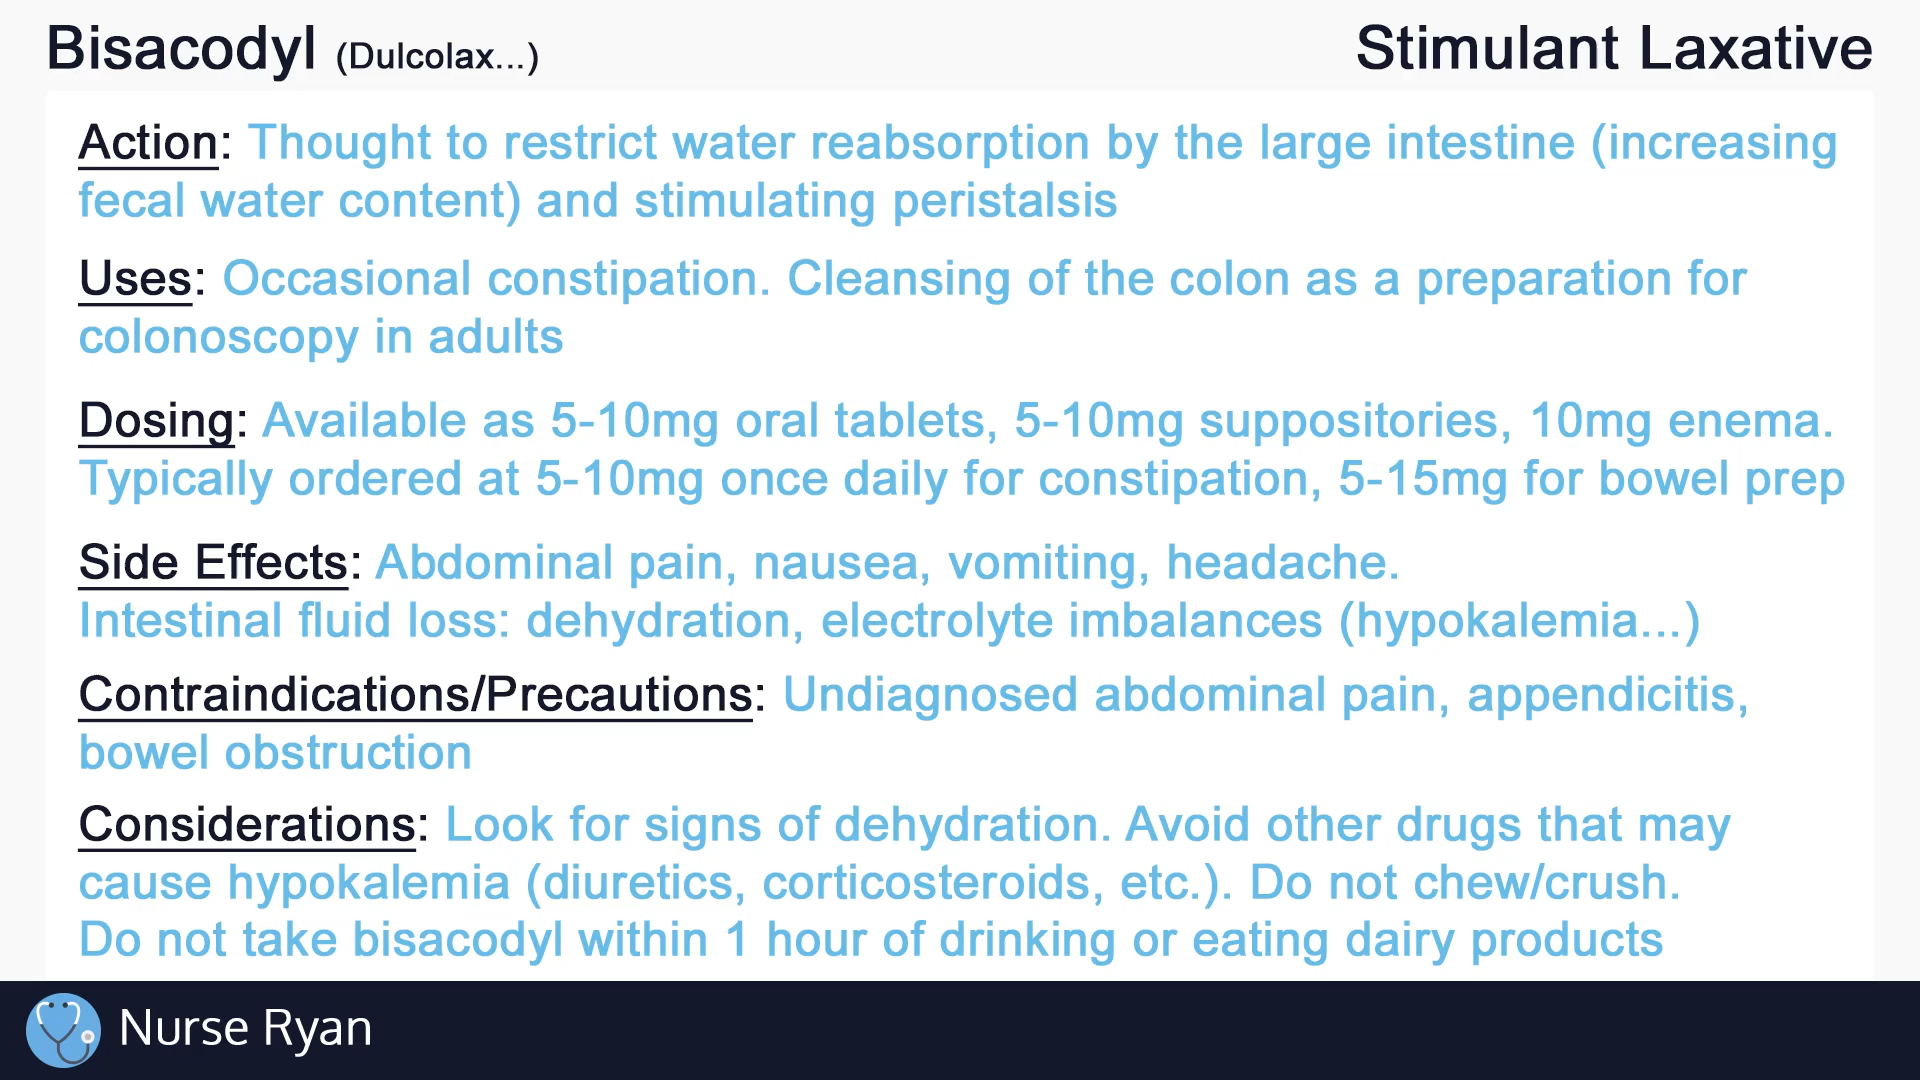 Bisacodyl (Dulcolax...)
Stimulant Laxative
Action: Thought to restrict water reabsorption by the large intestine (increasing
fecal water content) and stimulating peristalsis
Uses: Occasional constipation. Cleansing of the colon as a preparation for
colonoscopy in adults
Dosing: Available as 5-10mg oral tablets, 5-10mg suppositories, 10mg enema.
Typically ordered at 5-10mg once daily for constipation, 5-15mg for bowel prep
Side Effects: Abdominal pain, nausea, vomiting, headache.
Intestinal fluid loss: dehydration, electrolyte imbalances (hypokalemia...)
Contraindications/Precautions: Undiagnosed abdominal pain, appendicitis,
bowel obstruction
Considerations: Look for signs of dehydration. Avoid other drugs that may
cause hypokalemia (diuretics, corticosteroids, etc.). Do not chew/crush.
Do not take bisacodyl within 1 hour of drinking or eating dairy products
Nurse Ryan